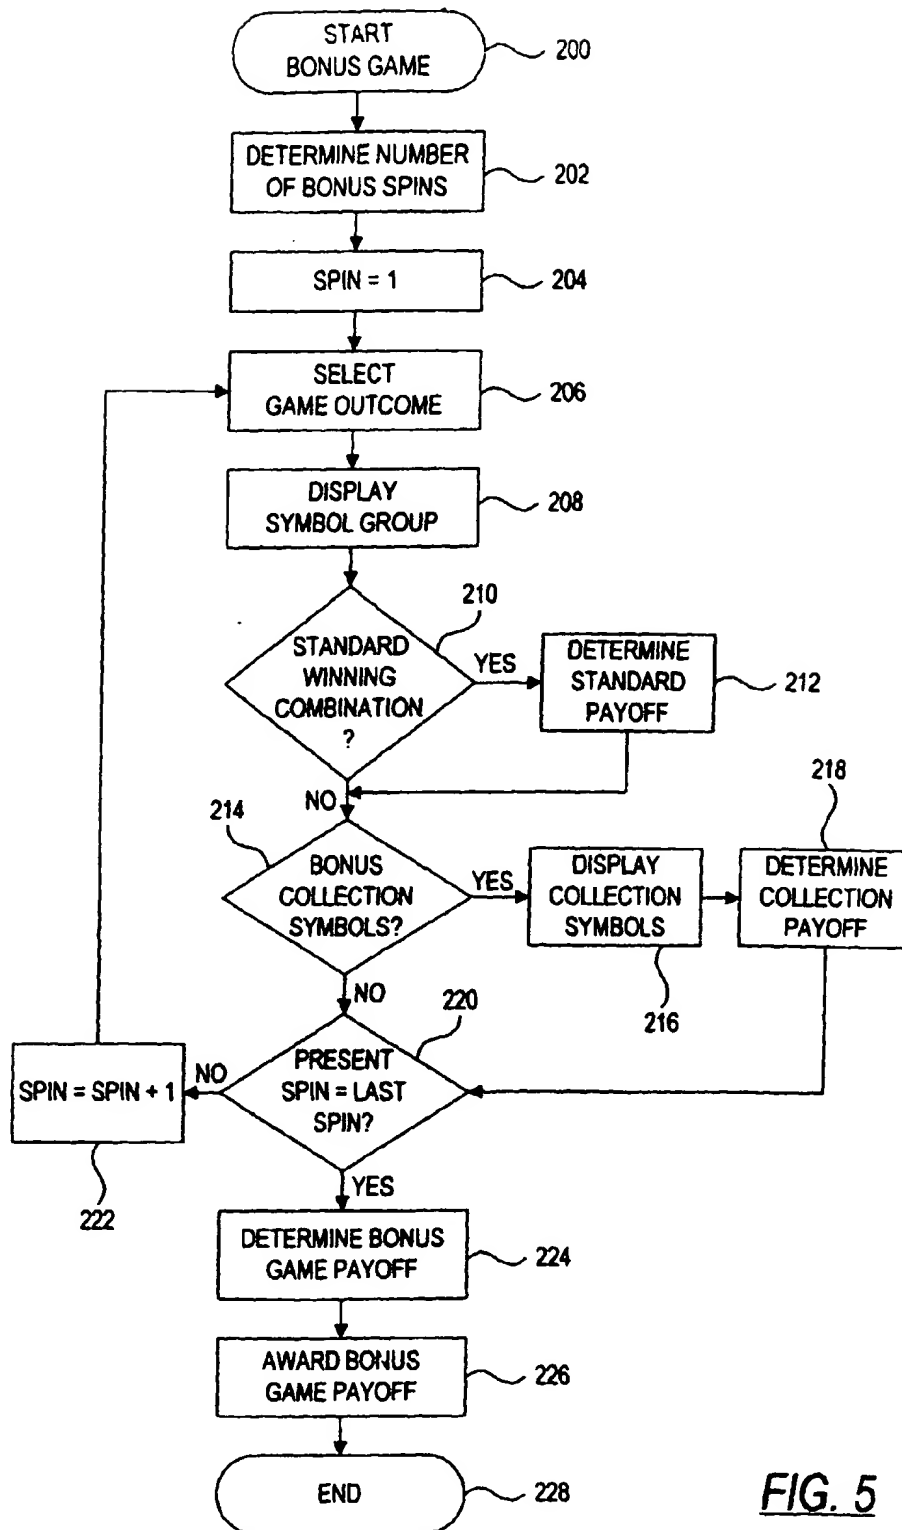 START
BONUS GAME
200
DETERMINE NUMBER
OF BONUS SPINS
202
SPIN = 1
204
SELECT
GAME OUTCOME
206
DISPLAY
SYMBOL GROUP
208
210
STANDARD
WINNING
COMBINATION
?
YES
DETERMINE
STANDARD
PAYOFF
212
NO
214
BONUS
COLLECTION
SYMBOLS?
YES
DISPLAY
COLLECTION
SYMBOLS
216
218
DETERMINE
COLLECTION
PAYOFF
NO
220
PRESENT
SPIN = LAST
SPIN?
NO
SPIN = SPIN + 1
222
YES
DETERMINE BONUS
GAME PAYOFF
224
AWARD BONUS
GAME PAYOFF
226
END
228
FIG. 5